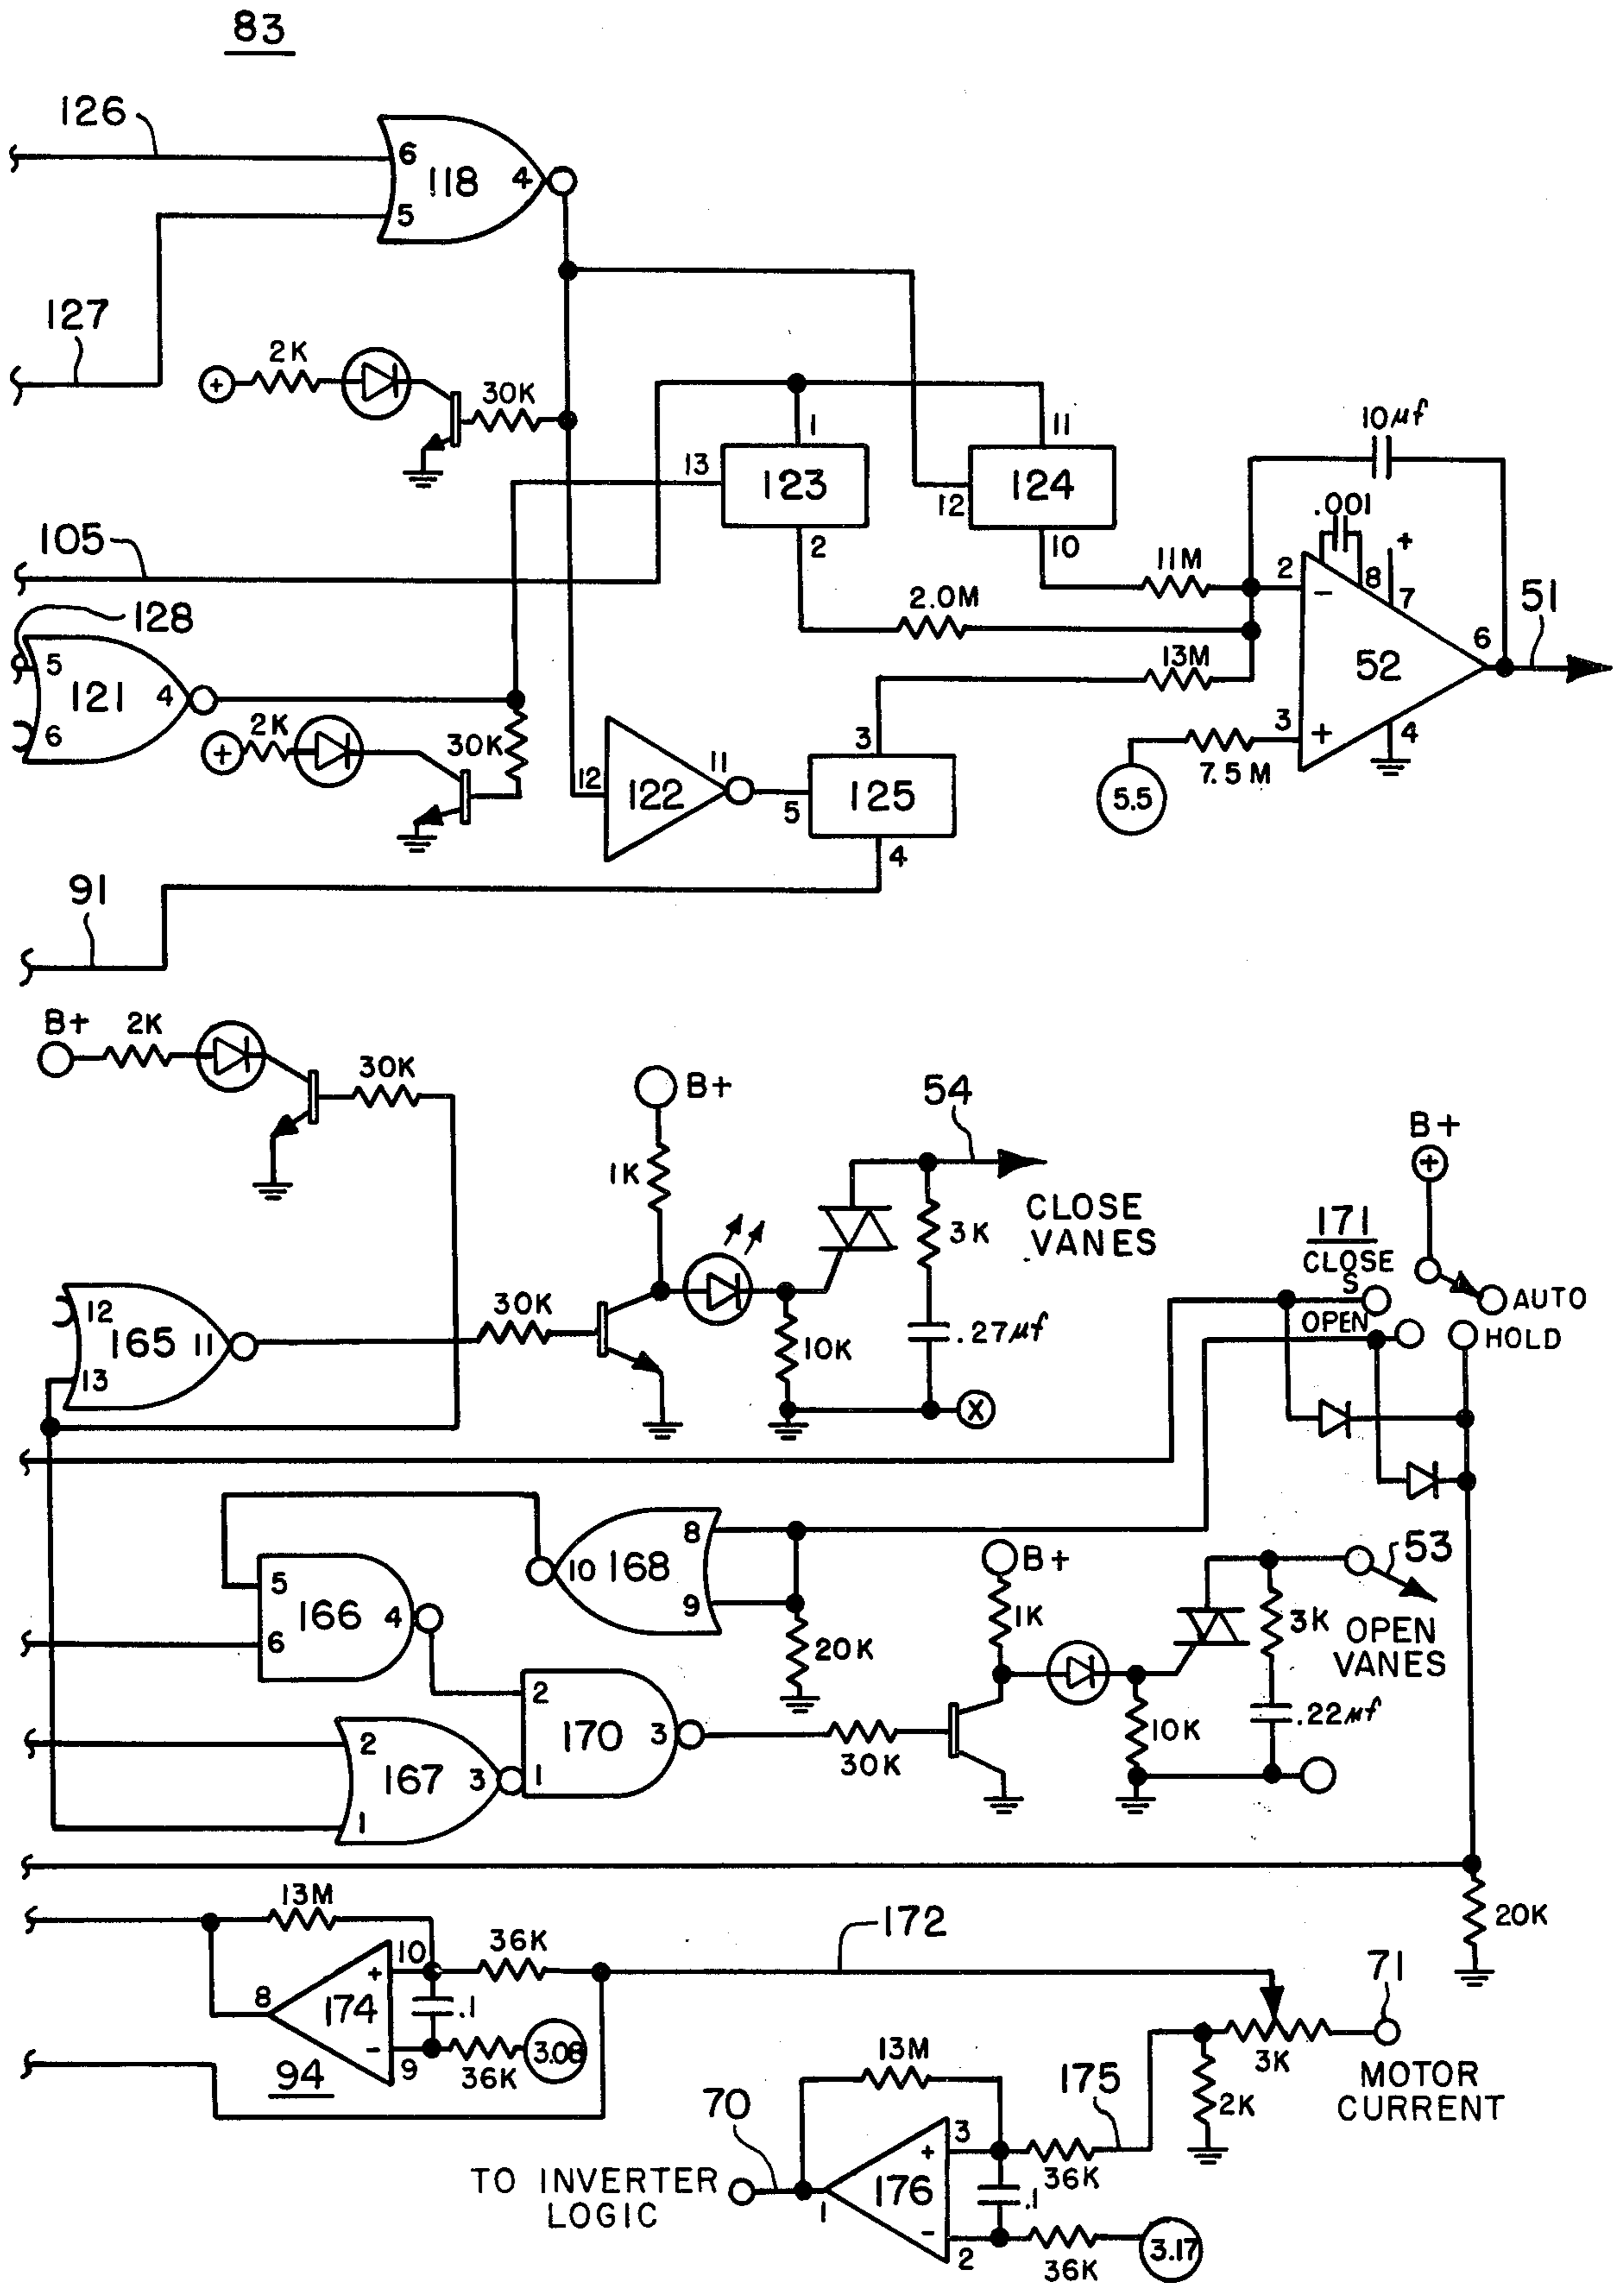 83
126
6
118
4
5
127
2K
30K
+
1
11
13
123
124
12
2
10
10µf
.001
+
105
11M
2
8
7
-
2.0M
51
128
5
121
4
6
13M
6
52
2K
30K
+
3
+
4
7.5M
5.5
3
12
122
11
5
125
4
91
B+
2K
30K
B+
54
1K
B+
+
CLOSE
VANES
3K
171
CLOSE
S
AUTO
OPEN
HOLD
12
165
11
13
30K
10K
.27µf
X
8
10
168
9
B+
53
5
166
4
6
1K
3K
OPEN
VANES
20K
2
170
3
1
2
167
3
1
30K
10K
.22µf
13M
20K
10
36K
172
+
8
174
.1
71
-
9
36K
3.08
94
3K
MOTOR
CURRENT
13M
175
2K
70
3
+
36K
TO INVERTER
LOGIC
1
176
.1
-
2
36K
3.17